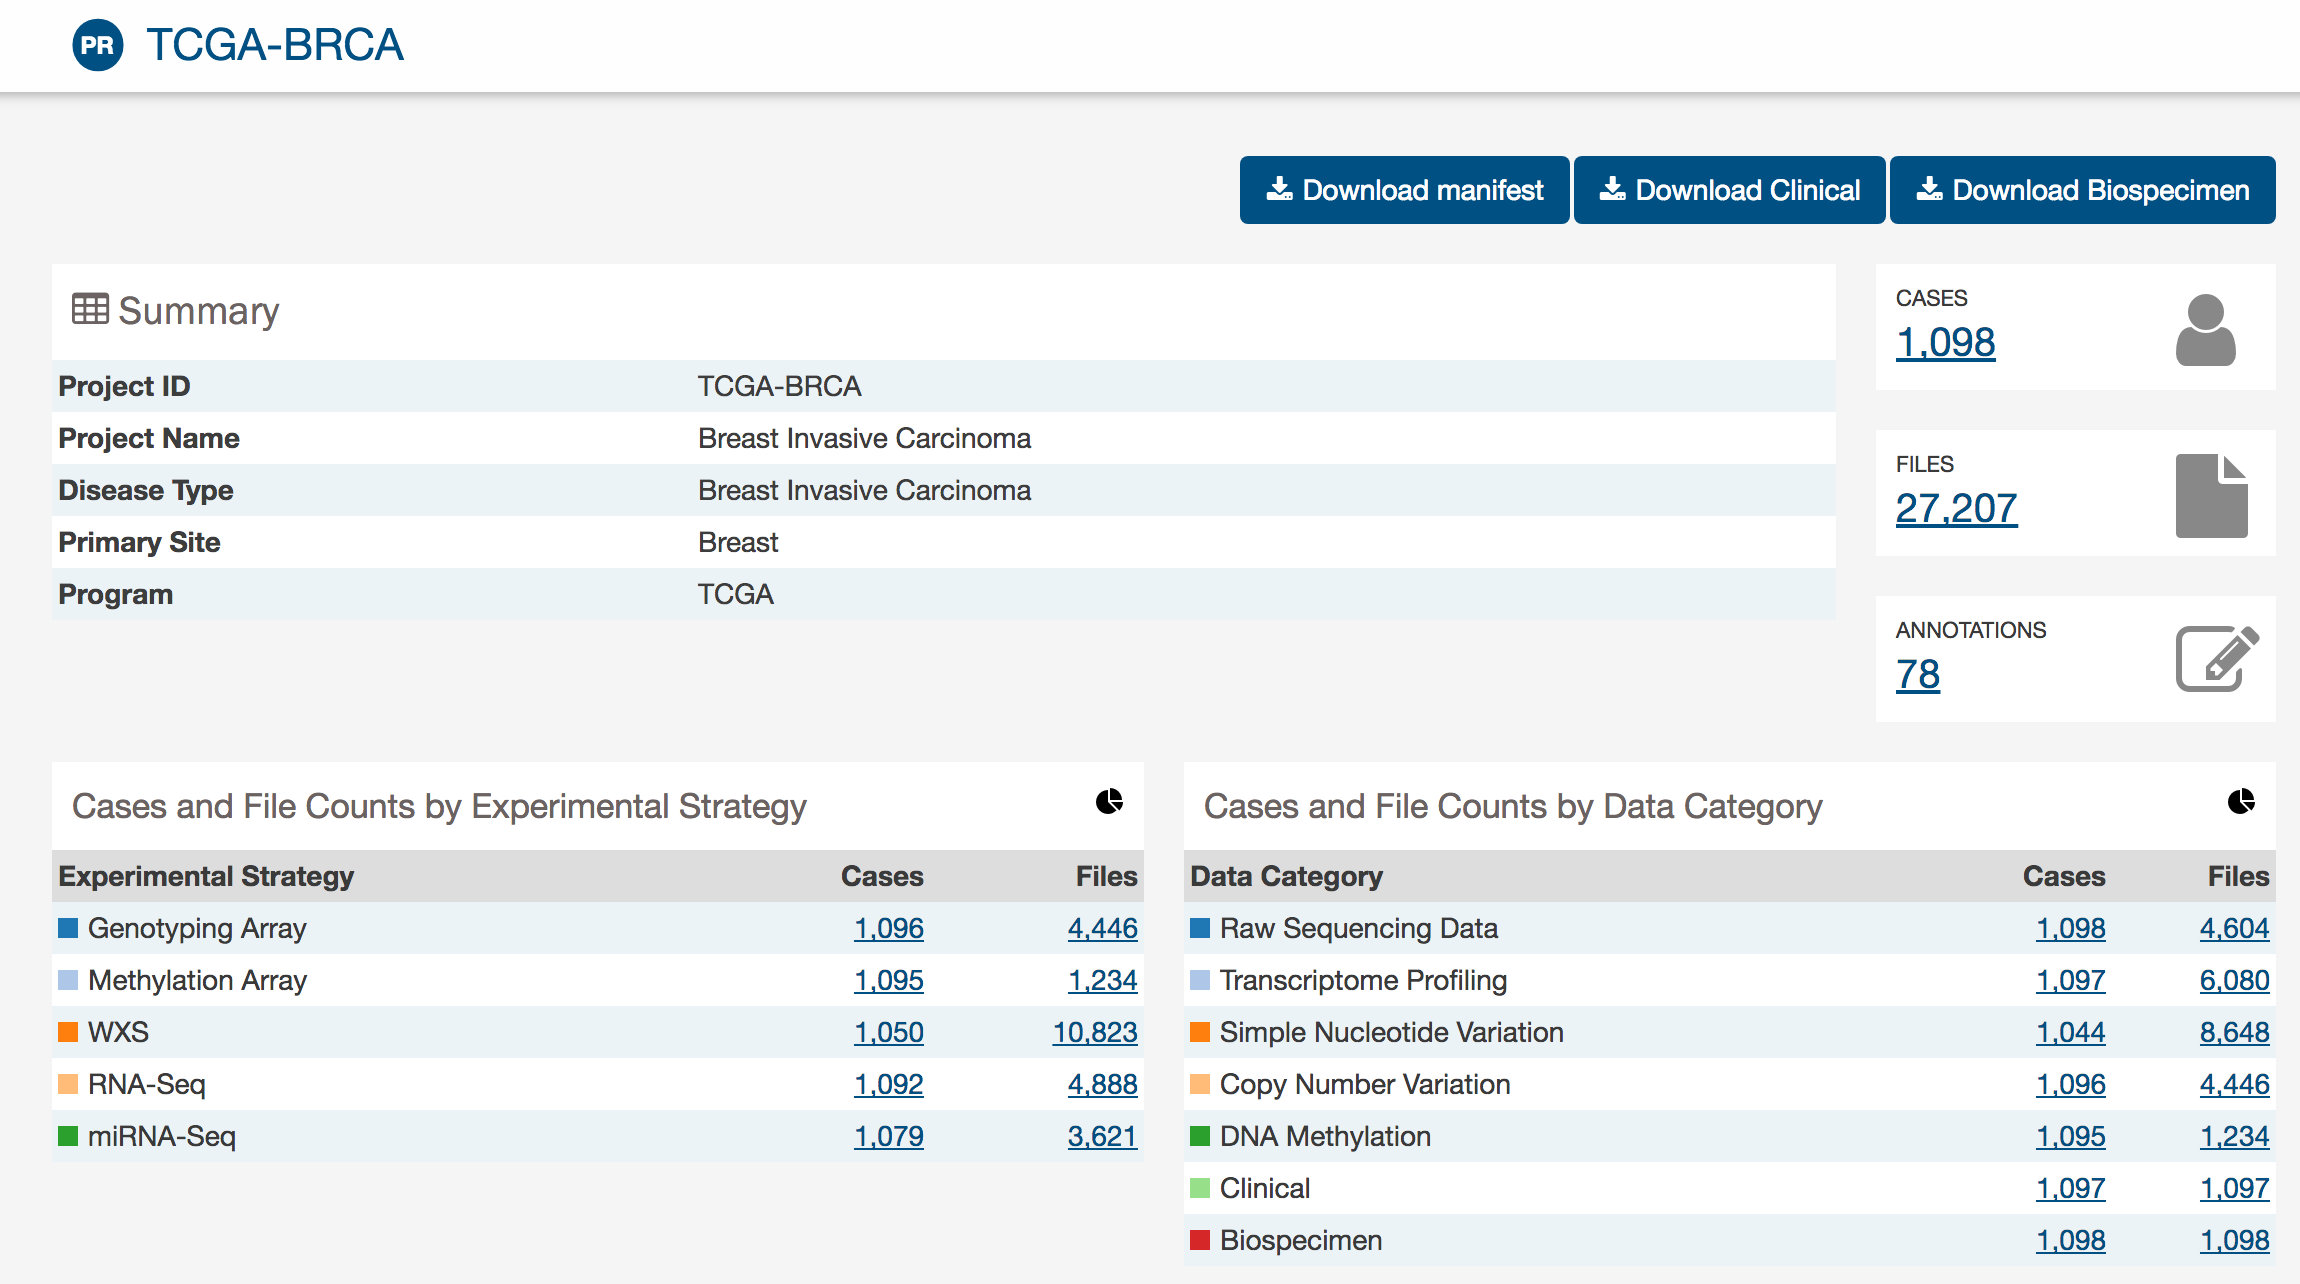 PR TCGA-BRCA
Download manifest Download Clinical Download Biospecimen
Summary
Project ID TCGA-BRCA
Project Name Breast Invasive Carcinoma
Disease Type Breast Invasive Carcinoma
Primary Site Breast
Program TCGA
CASES
1,098
FILES
27,207
ANNOTATIONS
78
Cases and File Counts by Experimental Strategy
Experimental Strategy Cases Files
Genotyping Array 1,096 4,446
Methylation Array 1,095 1,234
WXS 1,050 10,823
RNA-Seq 1,092 4,888
miRNA-Seq 1,079 3,621
Cases and File Counts by Data Category
Data Category Cases Files
Raw Sequencing Data 1,098 4,604
Transcriptome Profiling 1,097 6,080
Simple Nucleotide Variation 1,044 8,648
Copy Number Variation 1,096 4,446
DNA Methylation 1,095 1,234
Clinical 1,097 1,097
Biospecimen 1,098 1,098